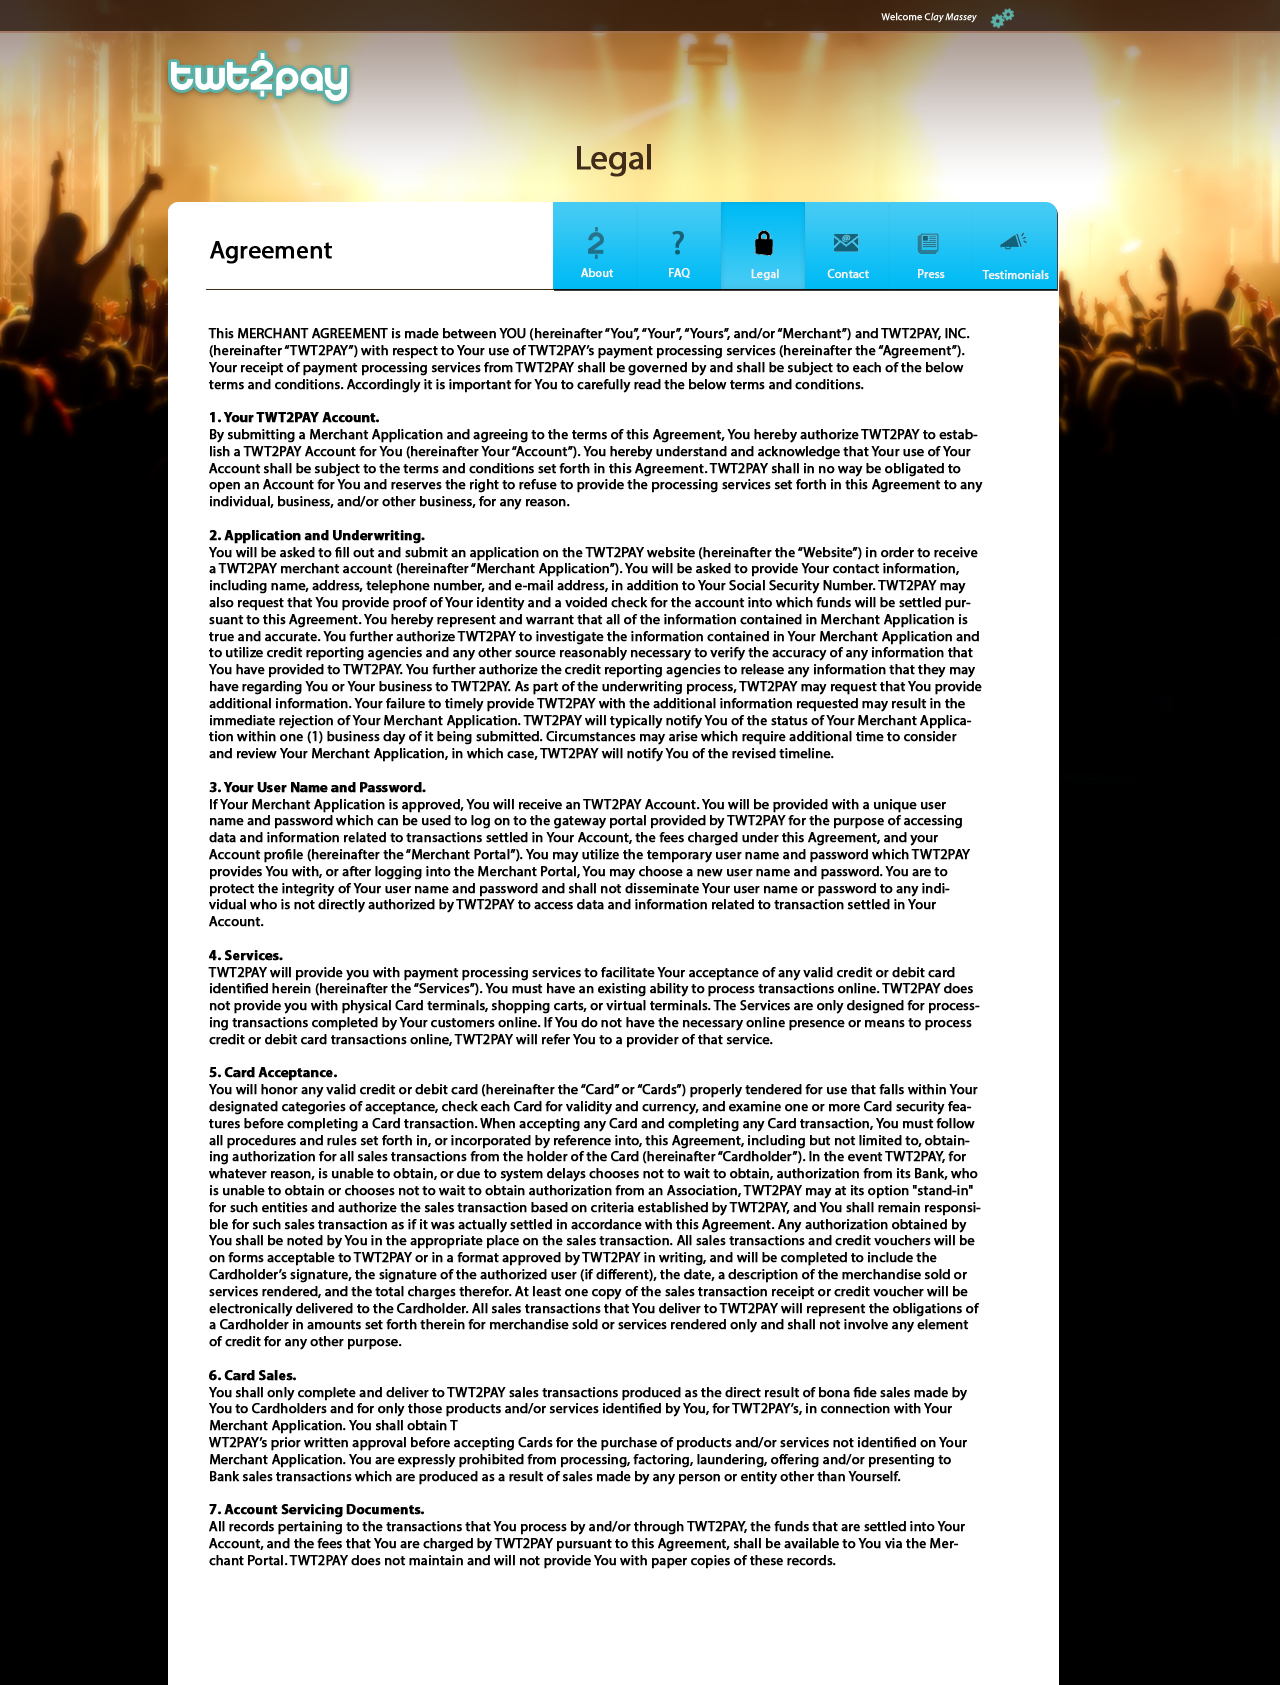 Welcome Clay Massey
twt2pay
Legal
Agreement
About
FAQ
Legal
Contact
Press
Testimonials
This MERCHANT AGREEMENT is made between YOU (hereinafter “You”, “Your”, “Yours”, and/or “Merchant”) and TWT2PAY, INC.
(hereinafter “TWT2PAY”) with respect to Your use of TWT2PAY’s payment processing services (hereinafter the “Agreement”).
Your receipt of payment processing services from TWT2PAY shall be governed by and shall be subject to each of the below
terms and conditions. Accordingly it is important for You to carefully read the below terms and conditions.
1. Your TWT2PAY Account.
By submitting a Merchant Application and agreeing to the terms of this Agreement, You hereby authorize TWT2PAY to estab-
lish a TWT2PAY Account for You (hereinafter Your “Account”). You hereby understand and acknowledge that Your use of Your
Account shall be subject to the terms and conditions set forth in this Agreement. TWT2PAY shall in no way be obligated to
open an Account for You and reserves the right to refuse to provide the processing services set forth in this Agreement to any
individual, business, and/or other business, for any reason.
2. Application and Underwriting.
You will be asked to fill out and submit an application on the TWT2PAY website (hereinafter the “Website”) in order to receive
a TWT2PAY merchant account (hereinafter “Merchant Application”). You will be asked to provide Your contact information,
including name, address, telephone number, and e-mail address, in addition to Your Social Security Number. TWT2PAY may
also request that You provide proof of Your identity and a voided check for the account into which funds will be settled pur-
suant to this Agreement. You hereby represent and warrant that all of the information contained in Merchant Application is
true and accurate. You further authorize TWT2PAY to investigate the information contained in Your Merchant Application and
to utilize credit reporting agencies and any other source reasonably necessary to verify the accuracy of any information that
You have provided to TWT2PAY. You further authorize the credit reporting agencies to release any information that they may
have regarding You or Your business to TWT2PAY. As part of the underwriting process, TWT2PAY may request that You provide
additional information. Your failure to timely provide TWT2PAY with the additional information requested may result in the
immediate rejection of Your Merchant Application. TWT2PAY will typically notify You of the status of Your Merchant Applica-
tion within one (1) business day of it being submitted. Circumstances may arise which require additional time to consider
and review Your Merchant Application, in which case, TWT2PAY will notify You of the revised timeline.
3. Your User Name and Password.
If Your Merchant Application is approved, You will receive an TWT2PAY Account. You will be provided with a unique user
name and password which can be used to log on to the gateway portal provided by TWT2PAY for the purpose of accessing
data and information related to transactions settled in Your Account, the fees charged under this Agreement, and your
Account profile (hereinafter the “Merchant Portal”). You may utilize the temporary user name and password which TWT2PAY
provides You with, or after logging into the Merchant Portal, You may choose a new user name and password. You are to
protect the integrity of Your user name and password and shall not disseminate Your user name or password to any indi-
vidual who is not directly authorized by TWT2PAY to access data and information related to transaction settled in Your
Account.
4. Services.
TWT2PAY will provide you with payment processing services to facilitate Your acceptance of any valid credit or debit card
identified herein (hereinafter the “Services”). You must have an existing ability to process transactions online. TWT2PAY does
not provide you with physical Card terminals, shopping carts, or virtual terminals. The Services are only designed for process-
ing transactions completed by Your customers online. If You do not have the necessary online presence or means to process
credit or debit card transactions online, TWT2PAY will refer You to a provider of that service.
5. Card Acceptance.
You will honor any valid credit or debit card (hereinafter the “Card” or “Cards”) properly tendered for use that falls within Your
designated categories of acceptance, check each Card for validity and currency, and examine one or more Card security fea-
tures before completing a Card transaction. When accepting any Card and completing any Card transaction, You must follow
all procedures and rules set forth in, or incorporated by reference into, this Agreement, including but not limited to, obtain-
ing authorization for all sales transactions from the holder of the Card (hereinafter “Cardholder”). In the event TWT2PAY, for
whatever reason, is unable to obtain, or due to system delays chooses not to wait to obtain, authorization from its Bank, who
is unable to obtain or chooses not to wait to obtain authorization from an Association, TWT2PAY may at its option "stand-in"
for such entities and authorize the sales transaction based on criteria established by TWT2PAY, and You shall remain responsi-
ble for such sales transaction as if it was actually settled in accordance with this Agreement. Any authorization obtained by
You shall be noted by You in the appropriate place on the sales transaction. All sales transactions and credit vouchers will be
on forms acceptable to TWT2PAY or in a format approved by TWT2PAY in writing, and will be completed to include the
Cardholder’s signature, the signature of the authorized user (if different), the date, a description of the merchandise sold or
services rendered, and the total charges therefor. At least one copy of the sales transaction receipt or credit voucher will be
electronically delivered to the Cardholder. All sales transactions that You deliver to TWT2PAY will represent the obligations of
a Cardholder in amounts set forth therein for merchandise sold or services rendered only and shall not involve any element
of credit for any other purpose.
6. Card Sales.
You shall only complete and deliver to TWT2PAY sales transactions produced as the direct result of bona fide sales made by
You to Cardholders and for only those products and/or services identified by You, for TWT2PAY’s, in connection with Your
Merchant Application. You shall obtain T
WT2PAY’s prior written approval before accepting Cards for the purchase of products and/or services not identified on Your
Merchant Application. You are expressly prohibited from processing, factoring, laundering, offering and/or presenting to
Bank sales transactions which are produced as a result of sales made by any person or entity other than Yourself.
7. Account Servicing Documents.
All records pertaining to the transactions that You process by and/or through TWT2PAY, the funds that are settled into Your
Account, and the fees that You are charged by TWT2PAY pursuant to this Agreement, shall be available to You via the Mer-
chant Portal. TWT2PAY does not maintain and will not provide You with paper copies of these records.